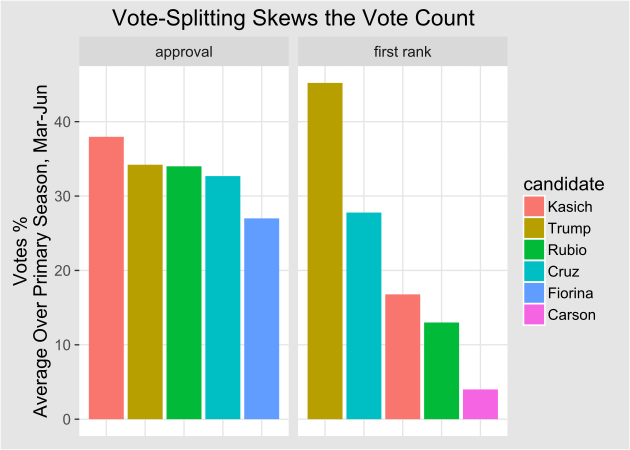 Vote-Splitting Skews the Vote Count
approval
first rank
Votes %
Average Over Primary Season, Mar-Jun
40
30
20
10
0
candidate
Kasich
Trump
Rubio
Cruz
Fiorina
Carson